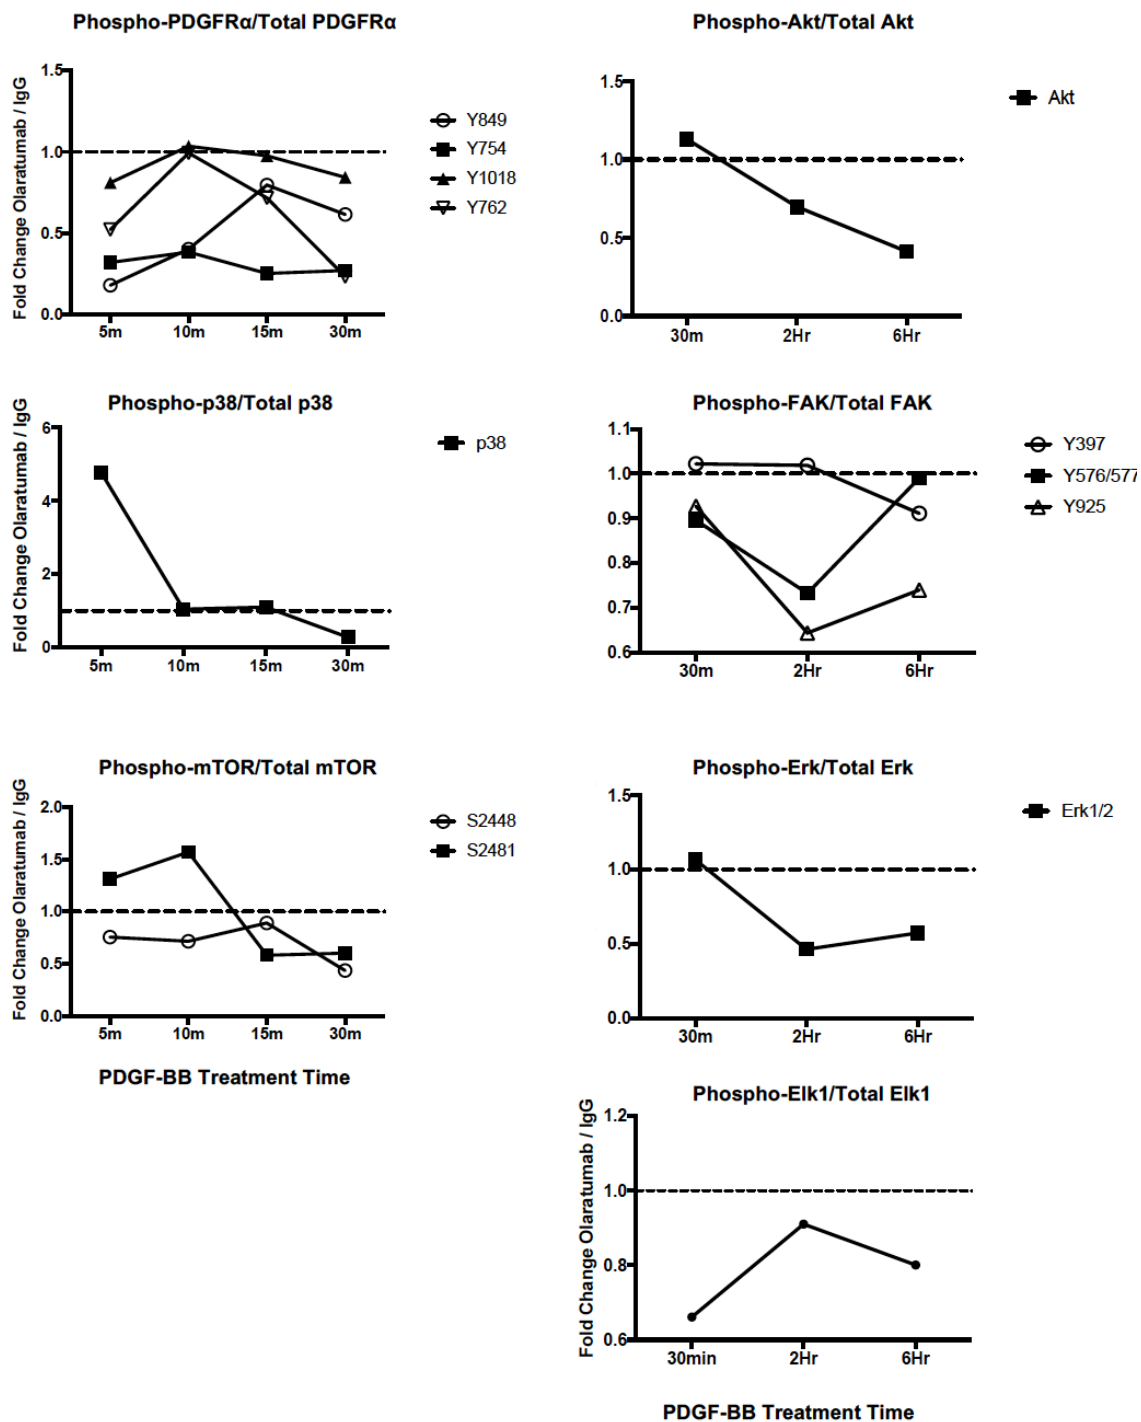 Phospho-PDGFRα/Total PDGFRα
Fold Change Olaratumab / IgG
1.5
1.0
0.5
0.0
5m 10m 15m 30m
Y849
Y754
Y1018
Y762
Phospho-Akt/Total Akt
1.5
1.0
0.5
0.0
30m 2Hr 6Hr
Akt
Phospho-p38/Total p38
Fold Change Olaratumab / IgG
6
4
2
0
5m 10m 15m 30m
p38
Phospho-FAK/Total FAK
1.1
1.0
0.9
0.8
0.7
0.6
30m 2Hr 6Hr
Y397
Y576/577
Y925
Phospho-mTOR/Total mTOR
Fold Change Olaratumab / IgG
2.0
1.5
1.0
0.5
0.0
5m 10m 15m 30m
S2448
S2481
PDGF-BB Treatment Time
Phospho-Erk/Total Erk
1.5
1.0
0.5
0.0
30m 2Hr 6Hr
Erk1/2
Phospho-Elk1/Total Elk1
Fold Change Olaratumab / IgG
1.2
1.0
0.8
0.6
30min 2Hr 6Hr
PDGF-BB Treatment Time